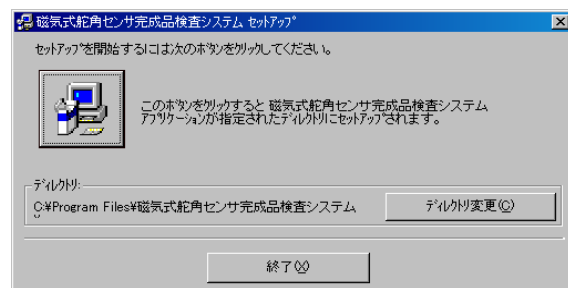 磁気式舵角センサ完成品検査システム ｾｯﾄｱｯﾌﾟ
ｾｯﾄｱｯﾌﾟを開始するには次のﾎﾞﾀﾝをｸﾘｯｸしてください。
このﾎﾞﾀﾝをｸﾘｯｸすると 磁気式舵角センサ完成品検査システム
ｱﾌﾟﾘｹｰｼｮﾝが指定されたﾃﾞｨﾚｸﾄﾘにｾｯﾄｱｯﾌﾟされます。
ﾃﾞｨﾚｸﾄﾘ:
C:¥Program Files¥磁気式舵角センサ完成品検査システム
ﾃﾞｨﾚｸﾄﾘ変更(C)
終了(X)